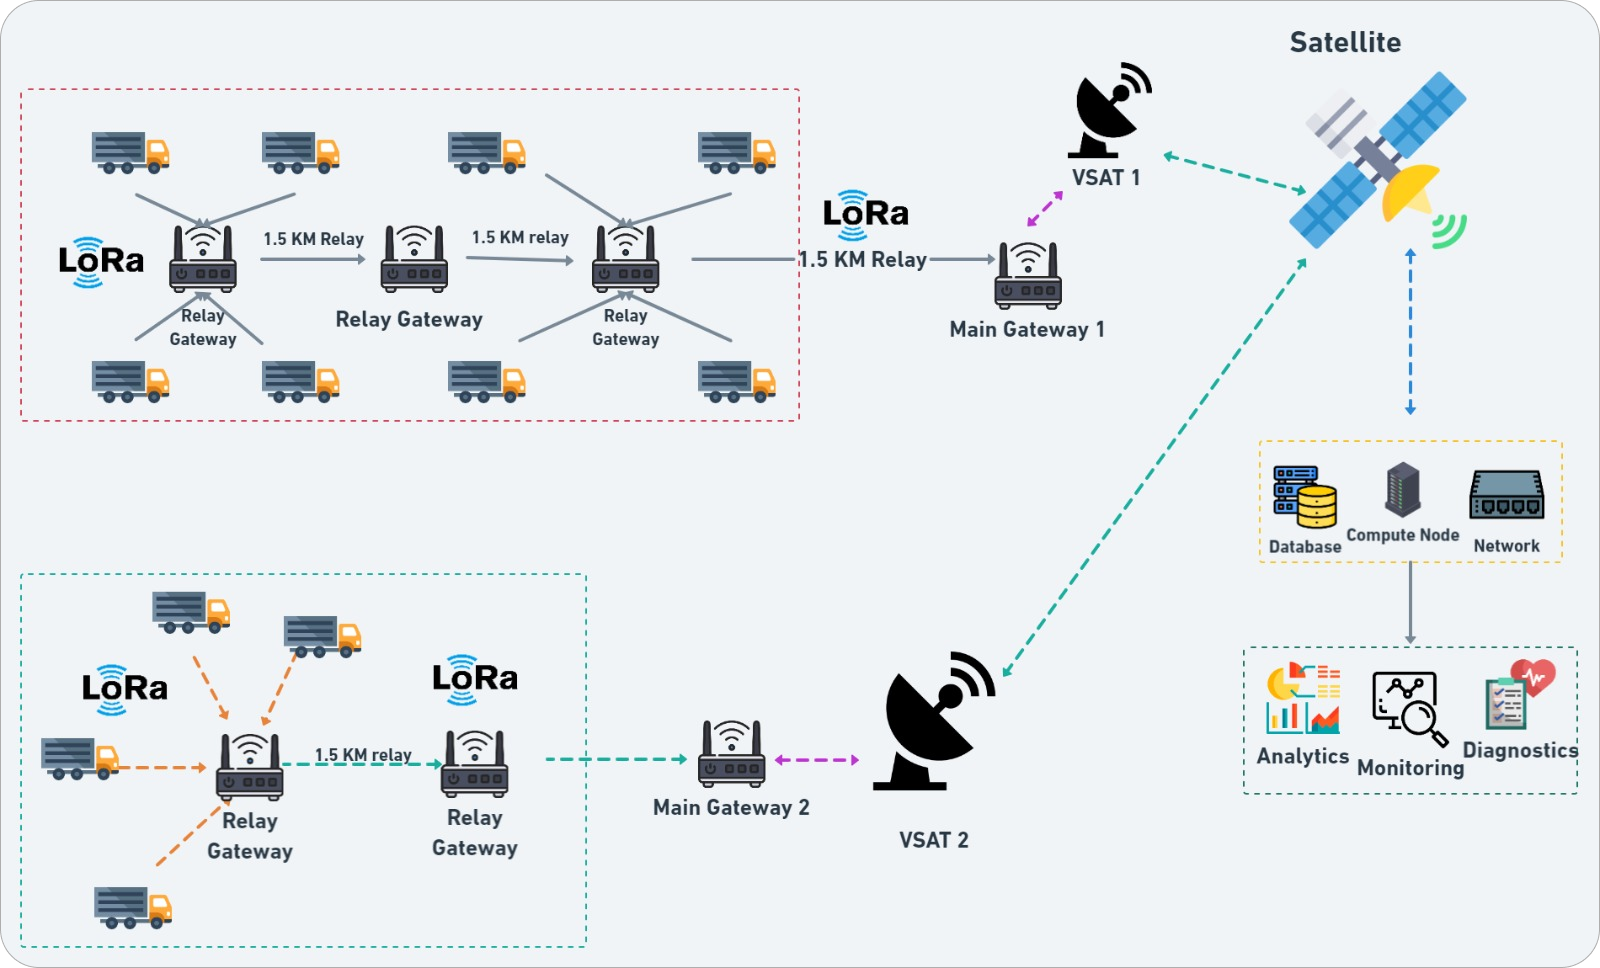 Satellite
VSAT 1
LoRa
1.5 KM Relay
1.5 KM relay
LoRa
1.5 KM Relay
Relay
Gateway
Relay Gateway
Relay
Gateway
Main Gateway 1
Database
Compute Node
Network
LoRa
LoRa
1.5 KM relay
Relay
Gateway
Relay
Gateway
Main Gateway 2
VSAT 2
Analytics
Monitoring
Diagnostics